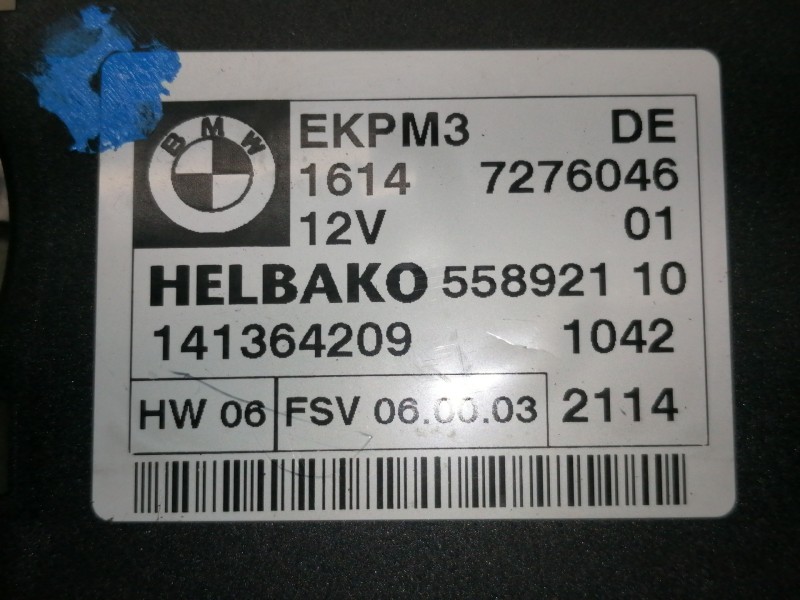 BMW
EKPM3 DE
1614 7276046
12V 01
HELBAKO 558921 10
141364209 1042
HW 06 FSV 06.00.03 2114